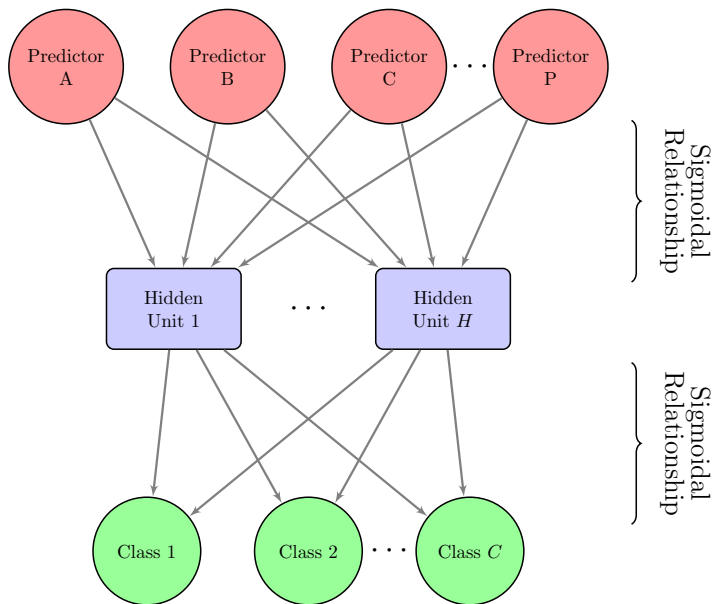 Predictor
A
Predictor
B
Predictor
C
· · ·
Predictor
P
Sigmoidal
Relationship
Hidden
Unit 1
· · ·
Hidden
Unit H
Sigmoidal
Relationship
Class 1
Class 2
· · ·
Class C